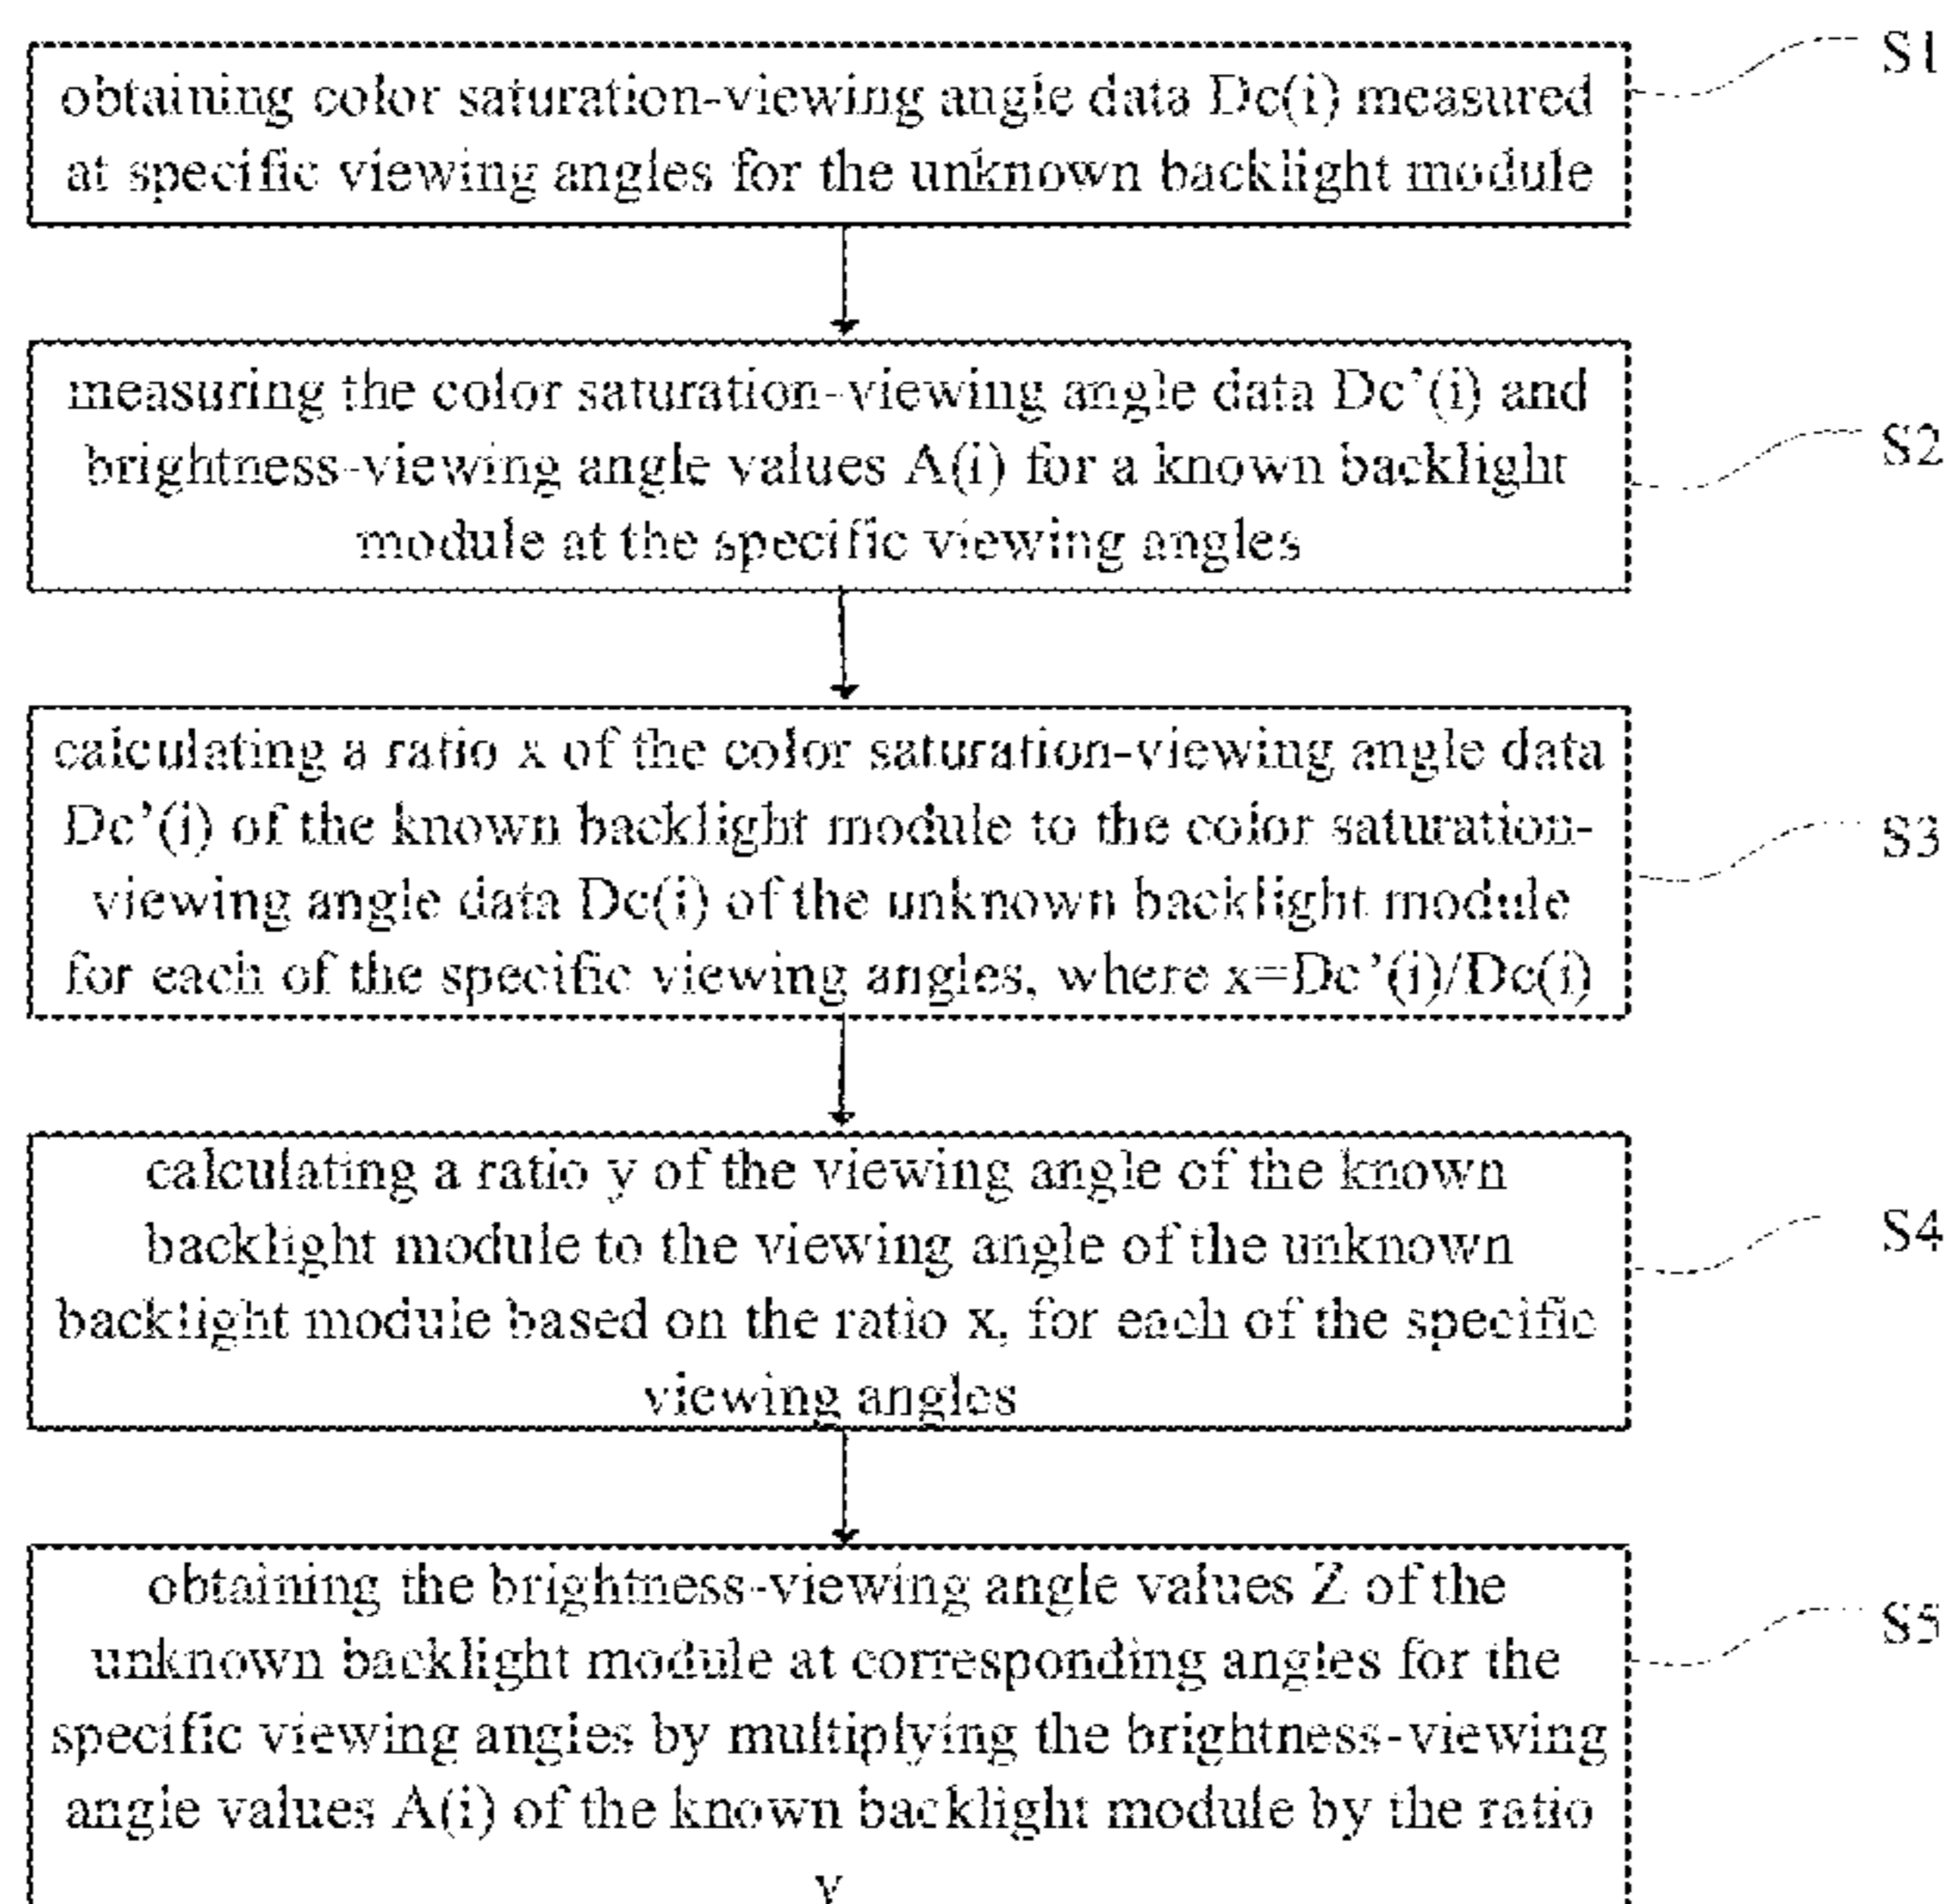 S1
obtaining color saturation-viewing angle data Dc(i) measured
at specific viewing angles for the unknown backlight module
measuring the color saturation-viewing angle data Dc’(i) and
brightness-viewing angle values A(i) for a known backlight
module at the specific viewing angles
S2
calculating a ratio x of the color saturation-viewing angle data
Dc’(i) of the known backlight module to the color saturation-
viewing angle data Dc(i) of the unknown backlight module
for each of the specific viewing angles, where x=Dc’(i)/Dc(i)
S3
calculating a ratio y of the viewing angle of the known
backlight module to the viewing angle of the unknown
backlight module based on the ratio x, for each of the specific
viewing angles
S4
obtaining the brightness-viewing angle values Z of the
unknown backlight module at corresponding angles for the
specific viewing angles by multiplying the brightness-viewing
angle values A(i) of the known backlight module by the ratio
y
S5